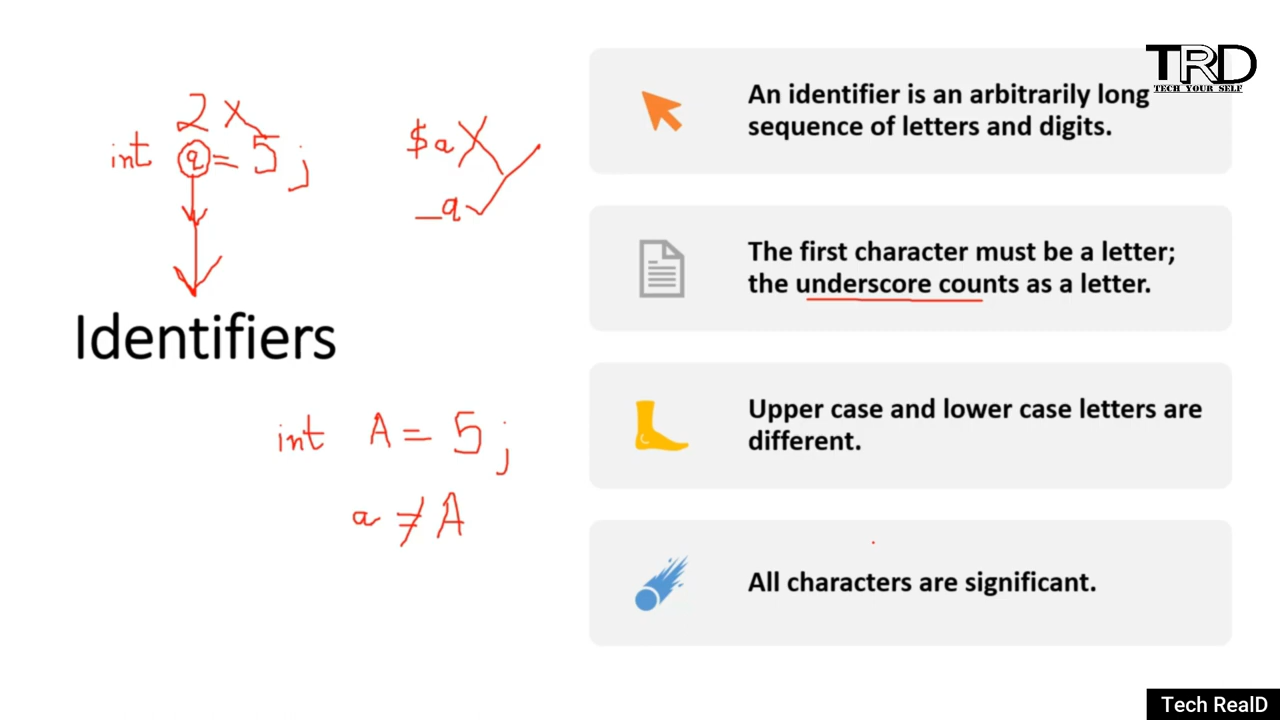 2 x
int a = 5 ;
$a X
_a ✓
Identifiers
int A = 5 ;
a ≠ A
TRD
TECH YOUR SELF
An identifier is an arbitrarily long
sequence of letters and digits.
The first character must be a letter;
the underscore counts as a letter.
Upper case and lower case letters are
different.
All characters are significant.
Tech RealD